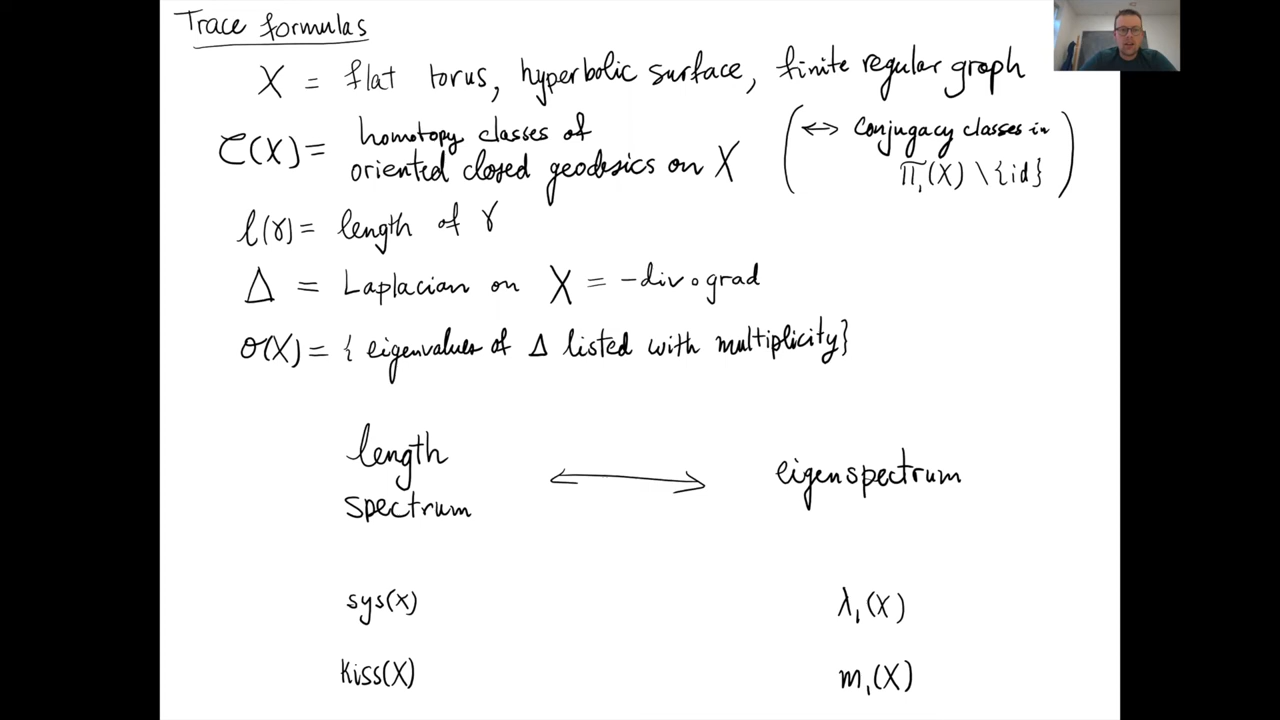 Trace formulas
X = flat torus, hyperbolic surface, finite regular graph
C(X) = homotopy classes of oriented closed geodesics on X (↔ conjugacy classes in π₁(X) \ {id})
l(γ) = length of γ
Δ = Laplacian on X = -div∘grad
σ(X) = { eigenvalues of Δ listed with multiplicity}
length spectrum ⟷ eigenspectrum
sys(X) λ₁(X)
kiss(X) m₁(X)